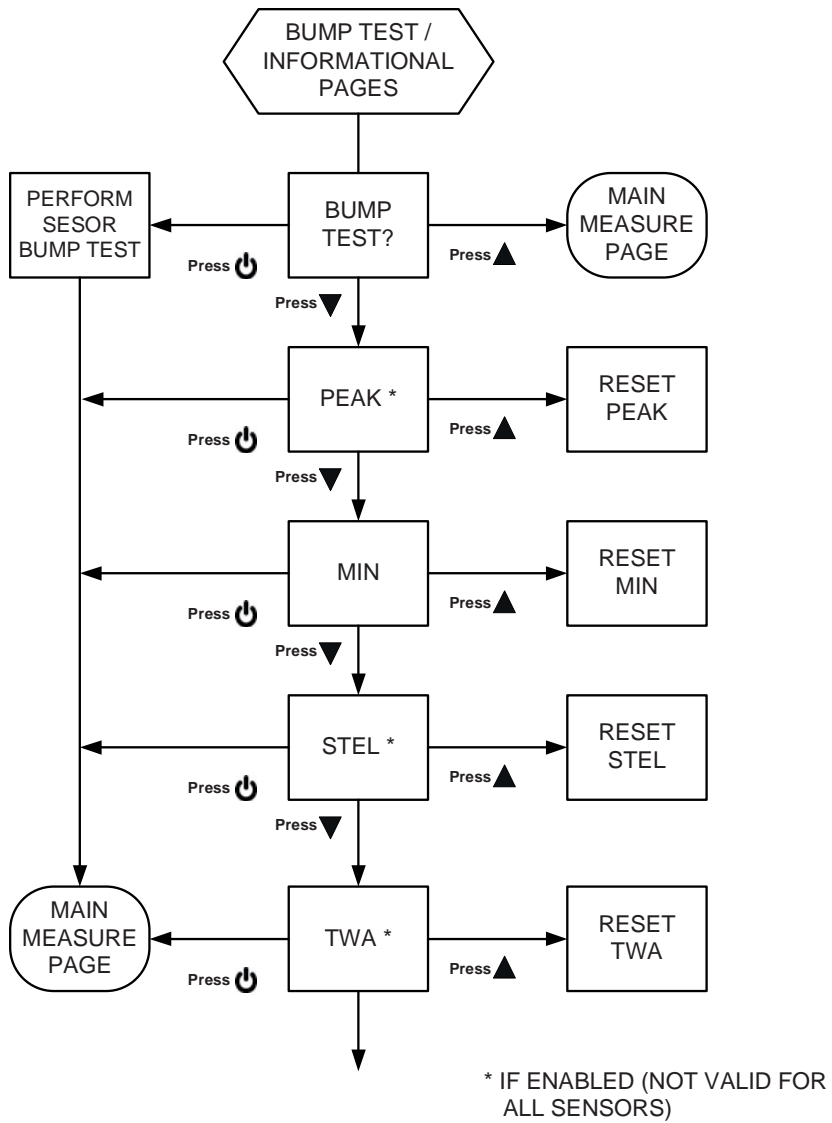 BUMP TEST /
INFORMATIONAL
PAGES
PERFORM
SESOR
BUMP TEST
BUMP
TEST?
MAIN
MEASURE
PAGE
Press
Press
Press
PEAK *
RESET
PEAK
Press
Press
Press
MIN
RESET
MIN
Press
Press
Press
STEL *
RESET
STEL
Press
Press
Press
MAIN
MEASURE
PAGE
TWA *
RESET
TWA
Press
Press
* IF ENABLED (NOT VALID FOR
ALL SENSORS)